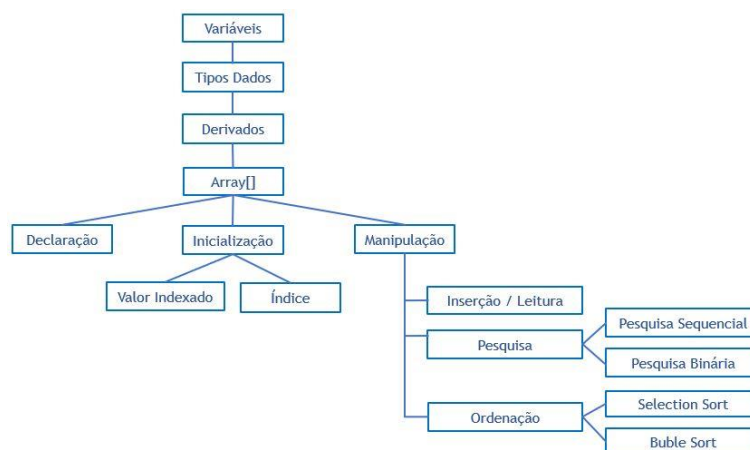 Variáveis
Tipos Dados
Derivados
Array[]
Declaração
Inicialização
Manipulação
Valor Indexado
Índice
Inserção / Leitura
Pesquisa
Pesquisa Sequencial
Pesquisa Binária
Ordenação
Selection Sort
Buble Sort